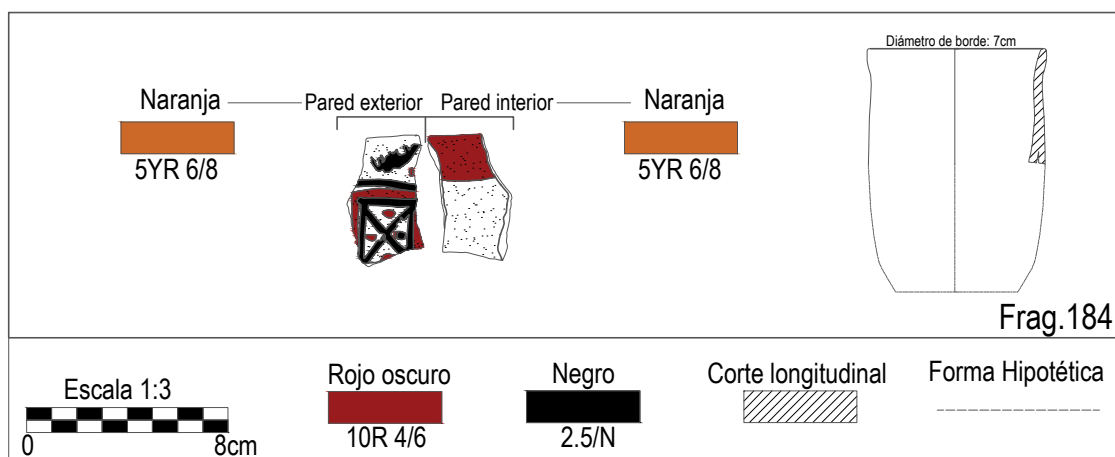 Diámetro de borde: 7cm
Naranja
Pared exterior
Pared interior
Naranja
5YR 6/8
5YR 6/8
Frag.184
Escala 1:3
0
8cm
Rojo oscuro
10R 4/6
Negro
2.5/N
Corte longitudinal
Forma Hipotética